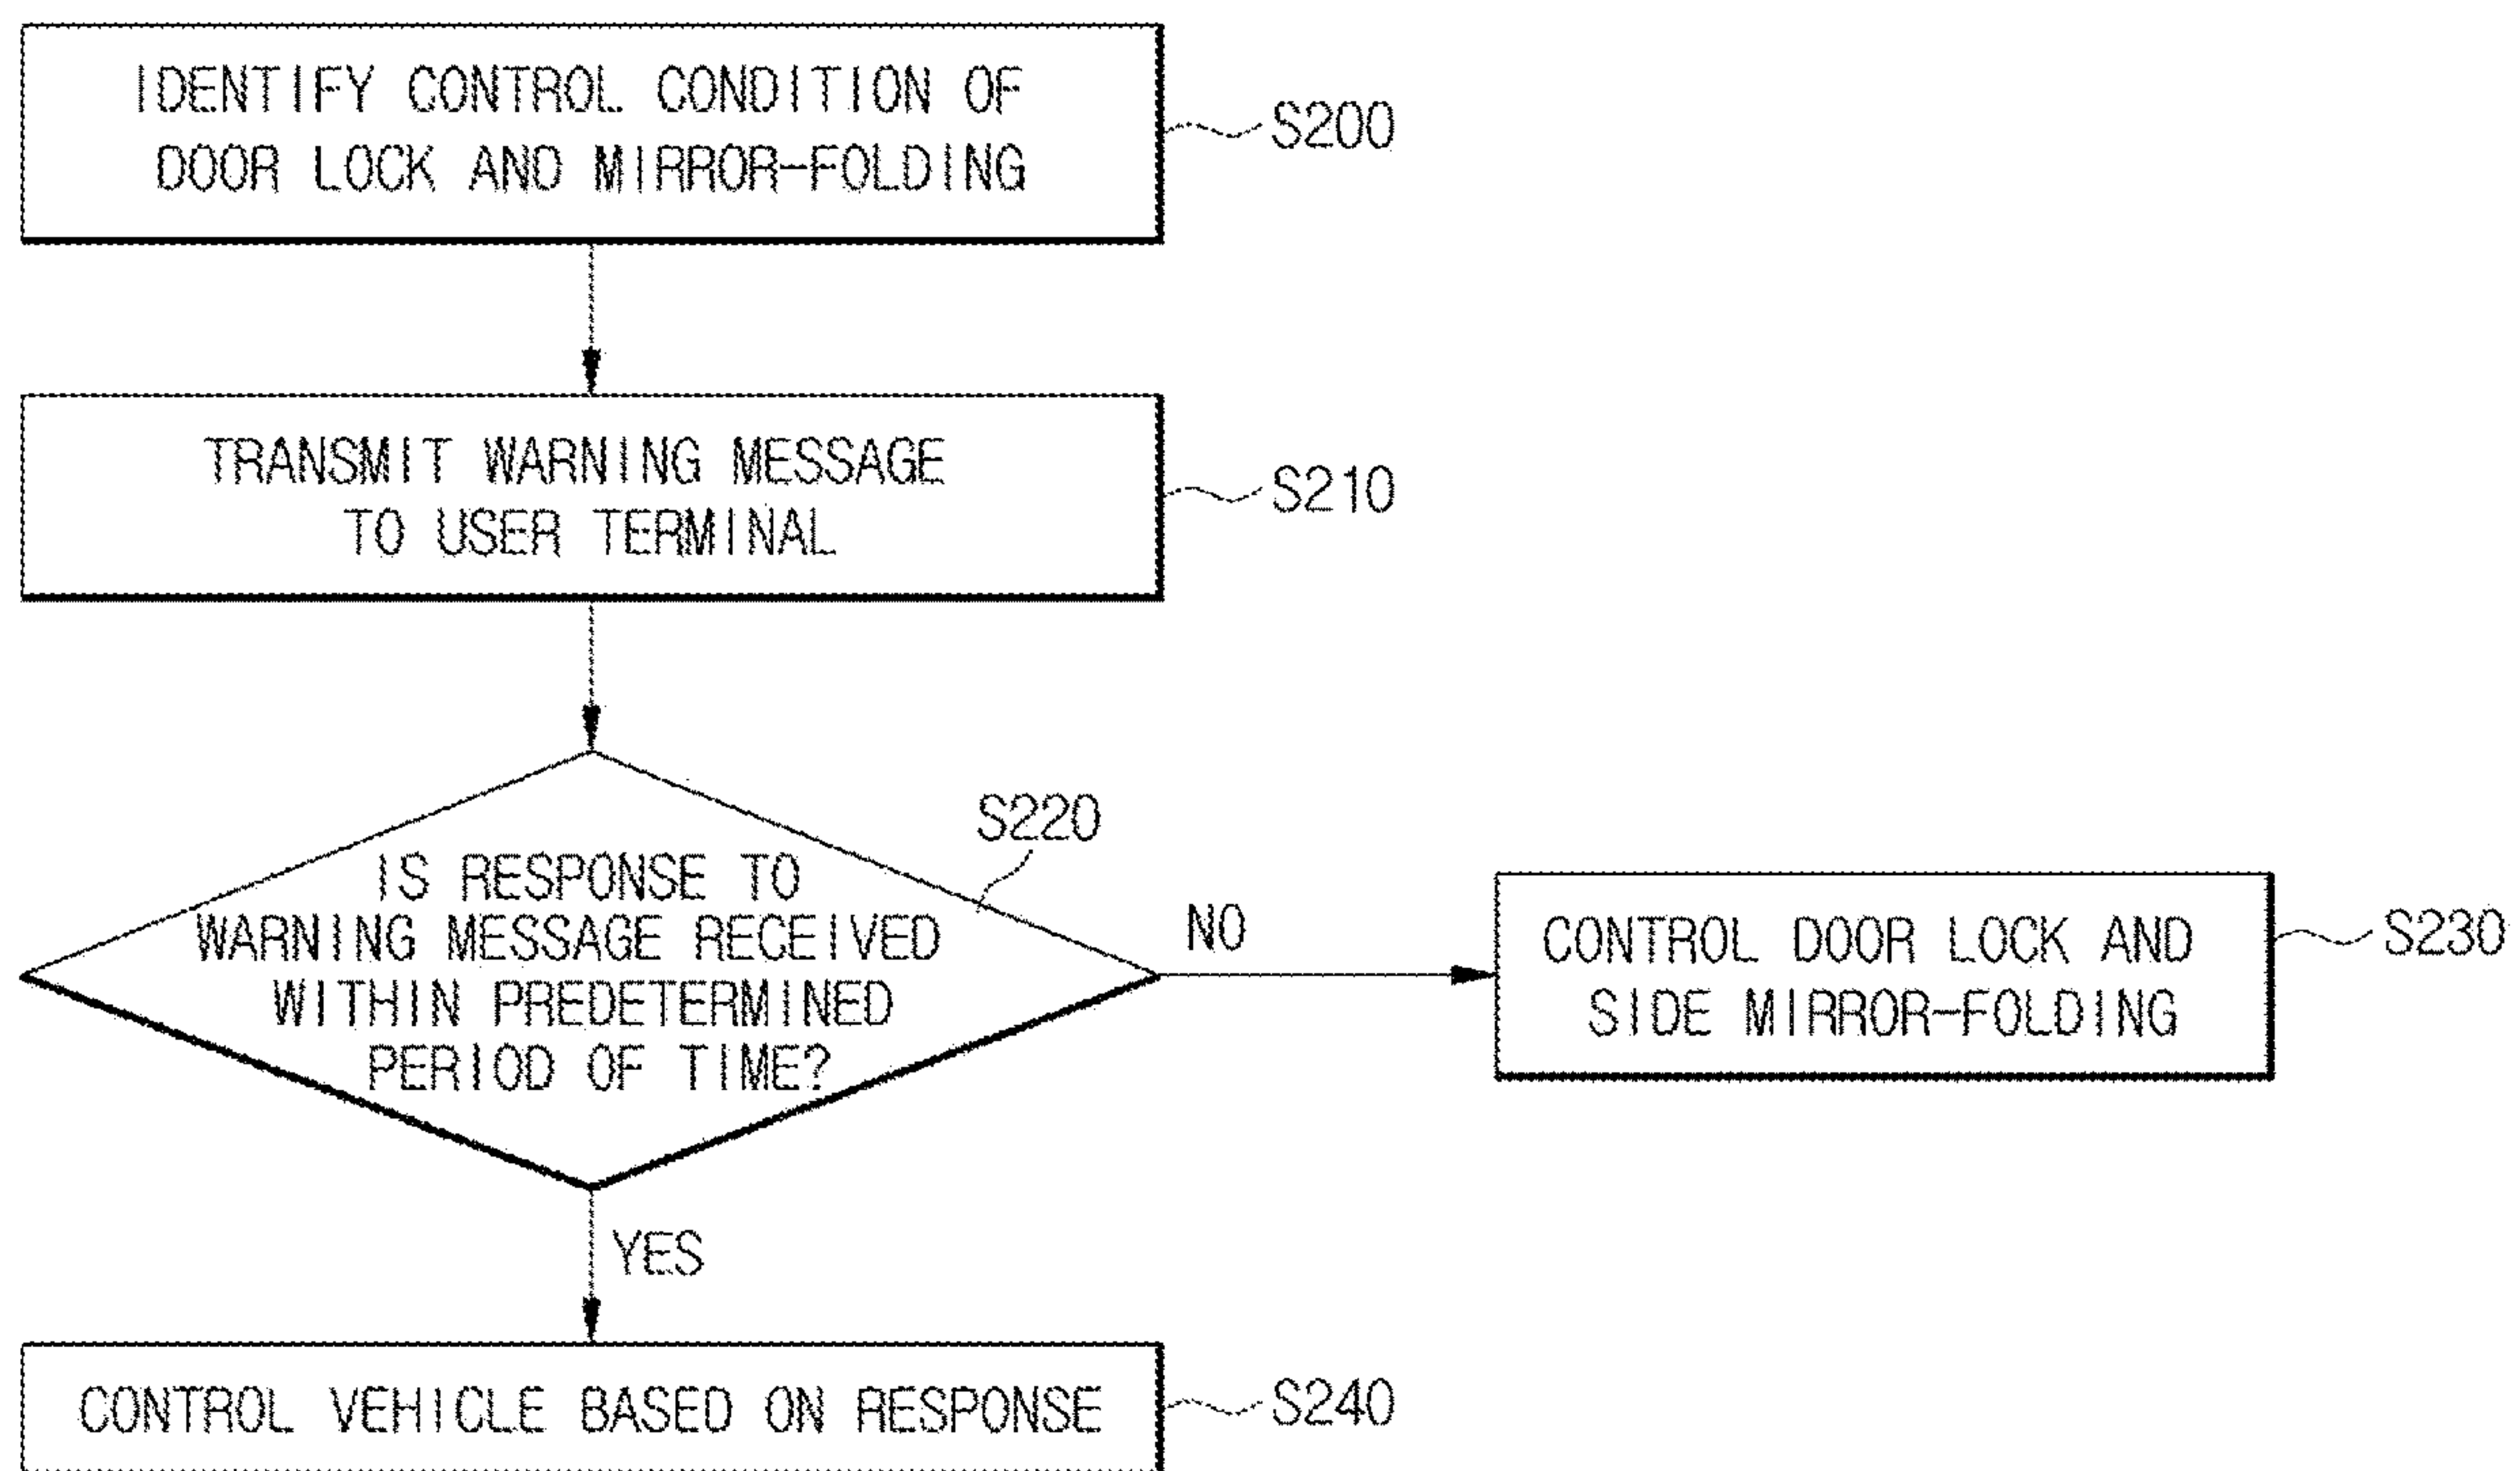 IDENTIFY CONTROL CONDITION OF
DOOR LOCK AND MIRROR-FOLDING
S200
TRANSMIT WARNING MESSAGE
TO USER TERMINAL
S210
S220
IS RESPONSE TO
WARNING MESSAGE RECEIVED
WITHIN PREDETERMINED
PERIOD OF TIME?
NO
CONTROL DOOR LOCK AND
SIDE MIRROR-FOLDING
S230
YES
CONTROL VEHICLE BASED ON RESPONSE
S240